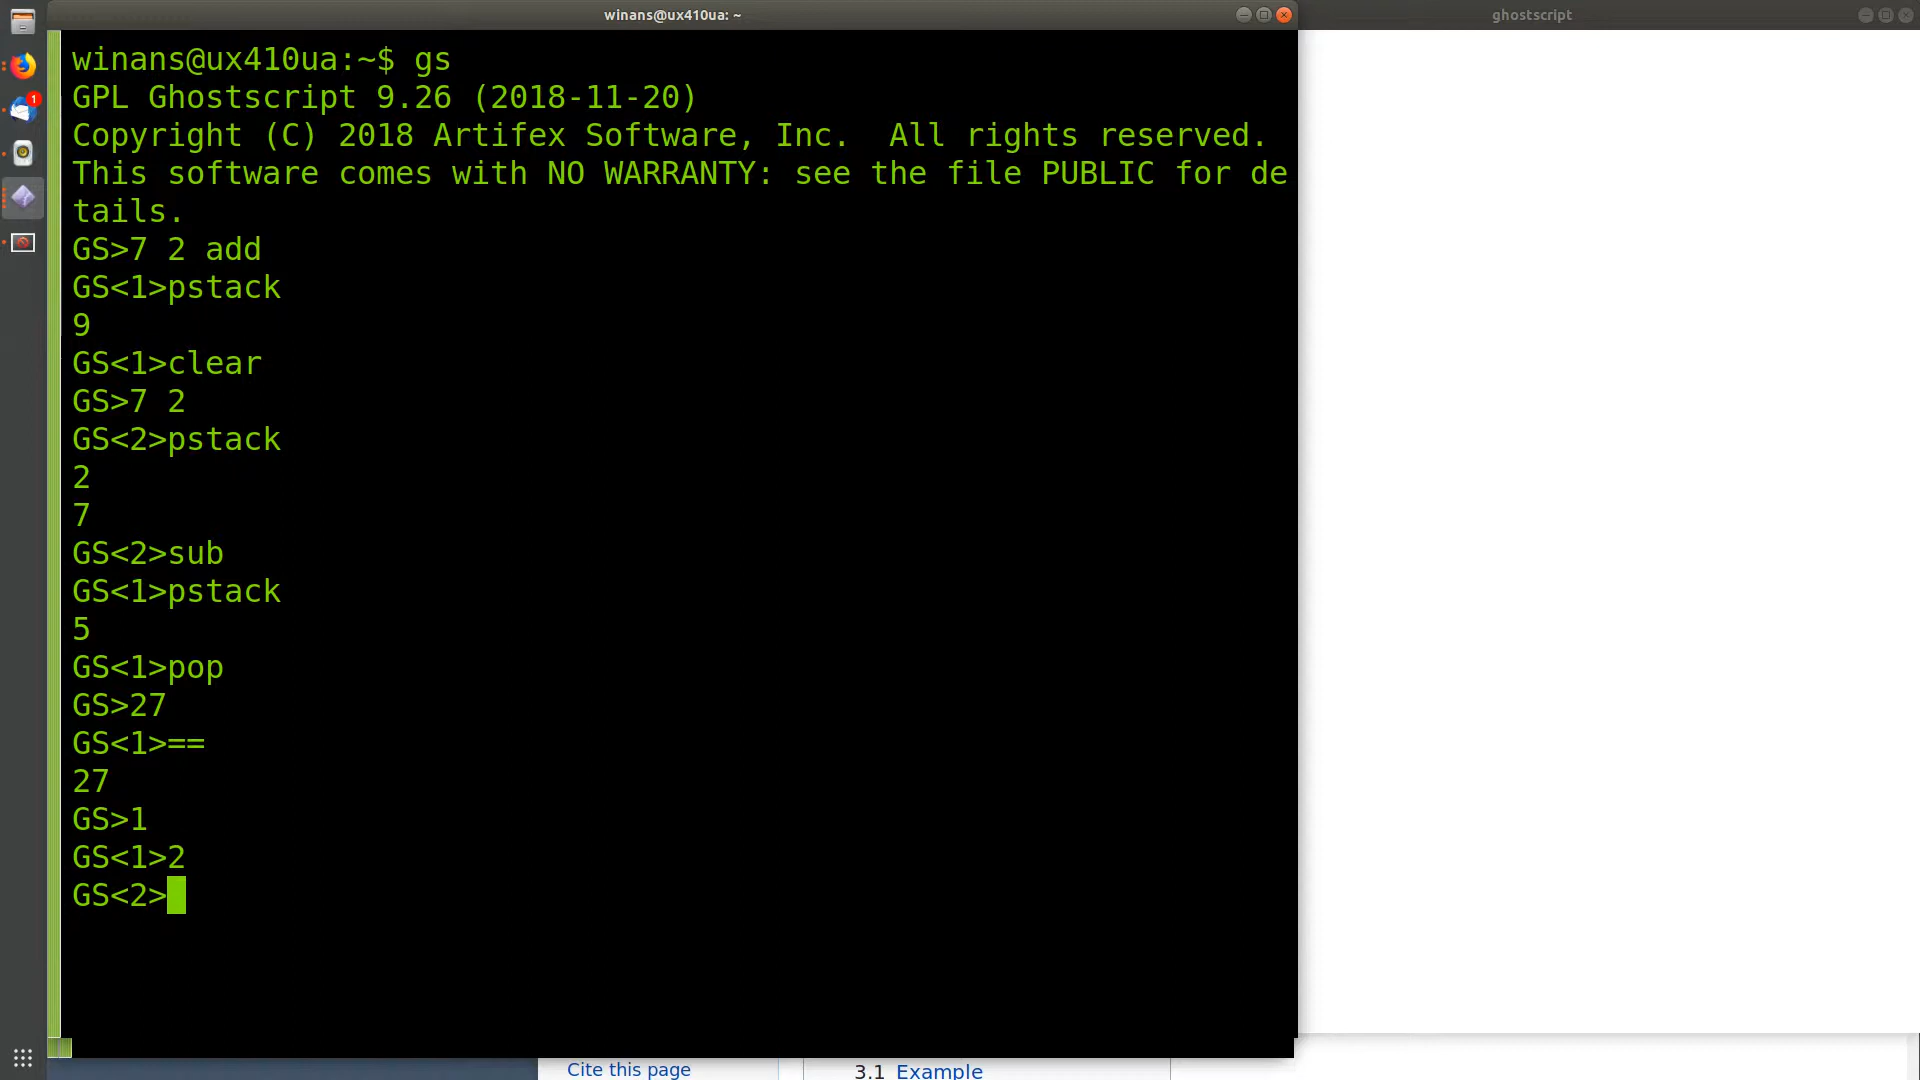 winans@ux410ua: ~
ghostscript
1
winans@ux410ua:~$ gs
GPL Ghostscript 9.26 (2018-11-20)
Copyright (C) 2018 Artifex Software, Inc.  All rights reserved.
This software comes with NO WARRANTY: see the file PUBLIC for de
tails.
GS>7 2 add
GS<1>pstack
9
GS<1>clear
GS>7 2
GS<2>pstack
2
7
GS<2>sub
GS<1>pstack
5
GS<1>pop
GS>27
GS<1>==
27
GS>1
GS<1>2
GS<2>
Cite this page
3.1 Example